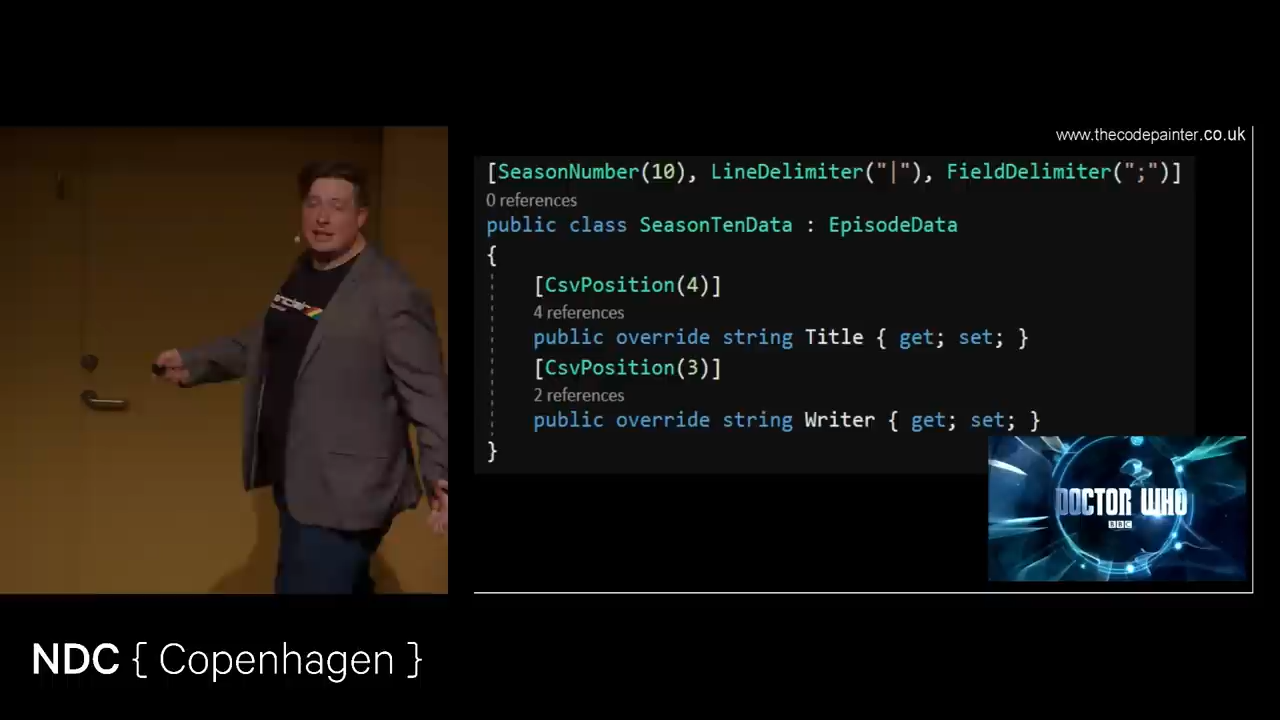 www.thecodepainter.co.uk
[SeasonNumber(10), LineDelimiter("|"), FieldDelimiter(";")]
0 references
public class SeasonTenData : EpisodeData
{
[CsvPosition(4)]
4 references
public override string Title { get; set; }
[CsvPosition(3)]
2 references
public override string Writer { get; set; }
}
DOCTOR WHO
BBC
NDC { Copenhagen }